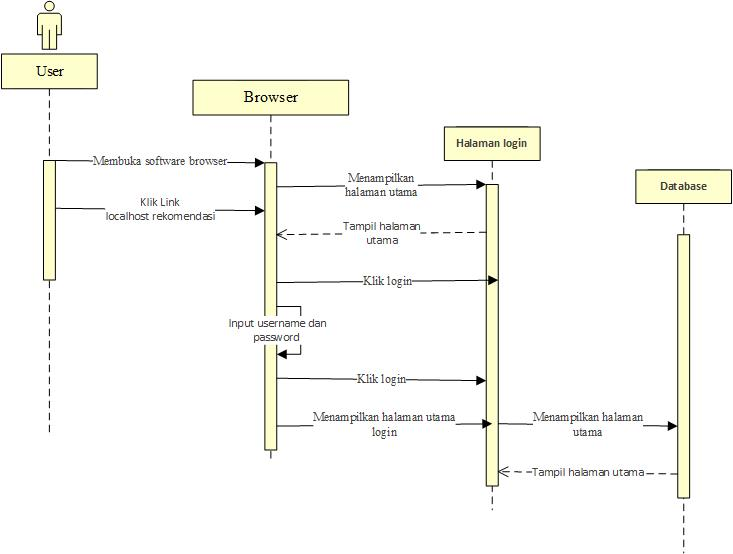 User
Browser
Halaman login
Database
Membuka software browser
Menampilkan
halaman utama
Klik Link
localhost rekomendasi
Tampil halaman
utama
Klik login
Input username dan
password
Klik login
Menampilkan halaman utama
login
Menampilkan halaman
utama
Tampil halaman utama